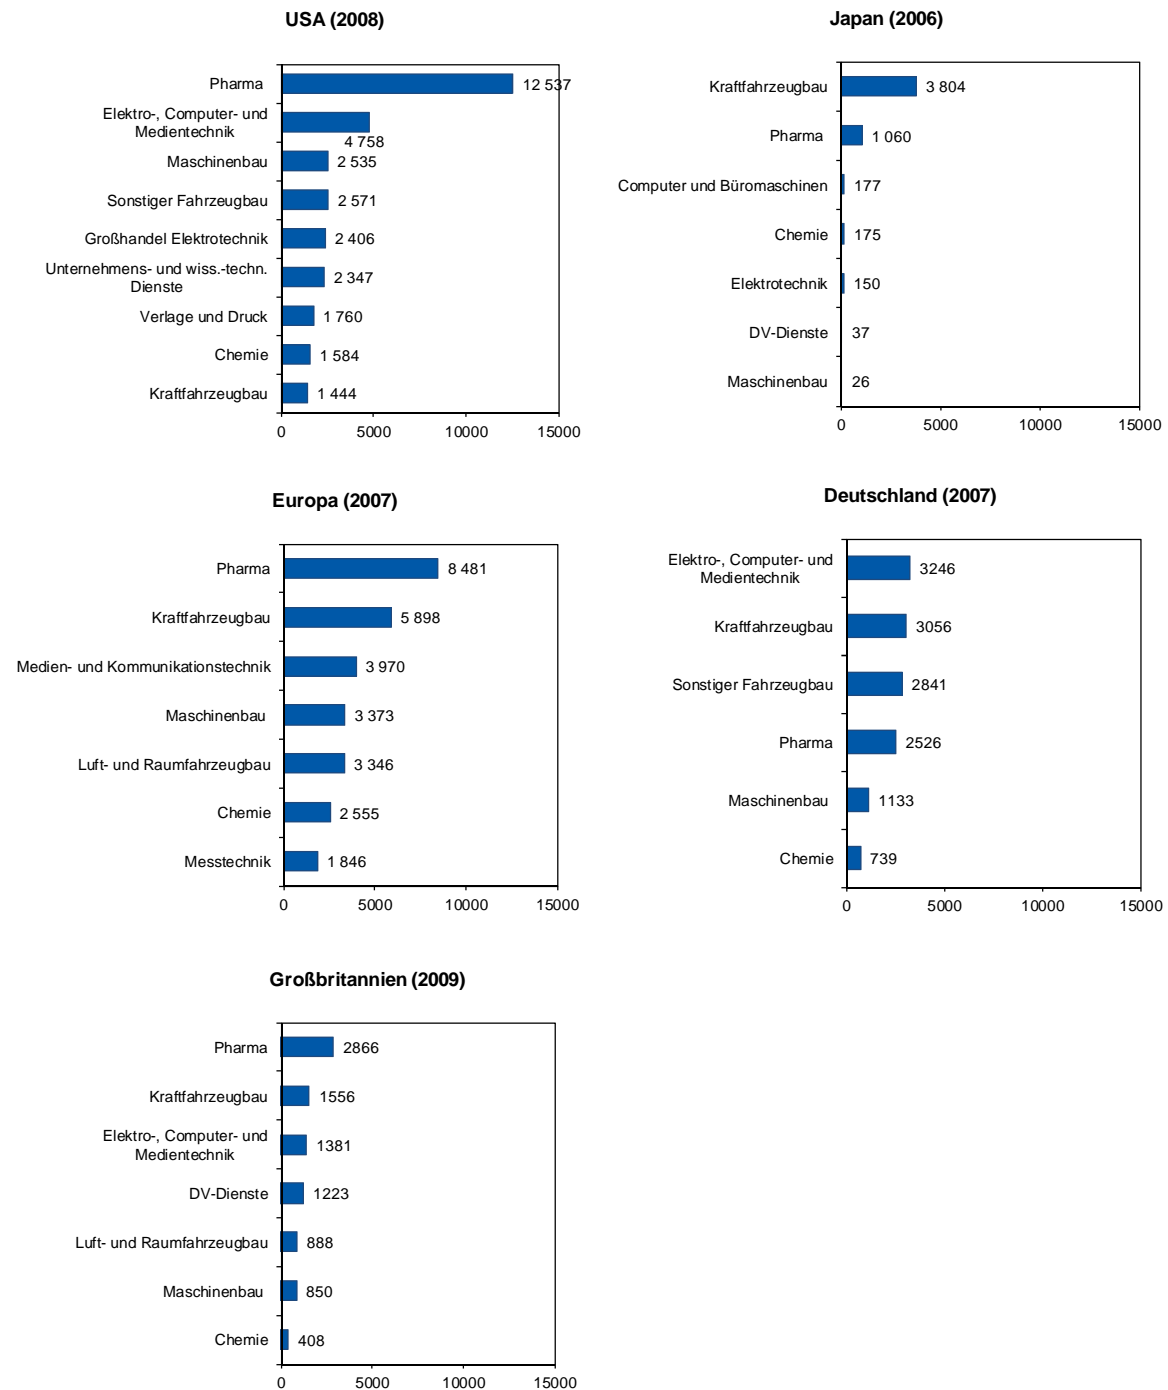 USA (2008)
Pharma
12 537
Elektro-, Computer- und
Medientechnik
4 758
Maschinenbau
2 535
Sonstiger Fahrzeugbau
2 571
Großhandel Elektrotechnik
2 406
Unternehmens- und wiss.-techn.
Dienste
2 347
Verlage und Druck
1 760
Chemie
1 584
Kraftfahrzeugbau
1 444
0 5000 10000 15000
Japan (2006)
Kraftfahrzeugbau
3 804
Pharma
1 060
Computer und Büromaschinen
177
Chemie
175
Elektrotechnik
150
DV-Dienste
37
Maschinenbau
26
0 5000 10000 15000
Europa (2007)
Pharma
8 481
Kraftfahrzeugbau
5 898
Medien- und Kommunikationstechnik
3 970
Maschinenbau
3 373
Luft- und Raumfahrzeugbau
3 346
Chemie
2 555
Messtechnik
1 846
0 5000 10000 15000
Deutschland (2007)
Elektro-, Computer- und
Medientechnik
3246
Kraftfahrzeugbau
3056
Sonstiger Fahrzeugbau
2841
Pharma
2526
Maschinenbau
1133
Chemie
739
0 5000 10000 15000
Großbritannien (2009)
Pharma
2866
Kraftfahrzeugbau
1556
Elektro-, Computer- und
Medientechnik
1381
DV-Dienste
1223
Luft- und Raumfahrzeugbau
888
Maschinenbau
850
Chemie
408
0 5000 10000 15000